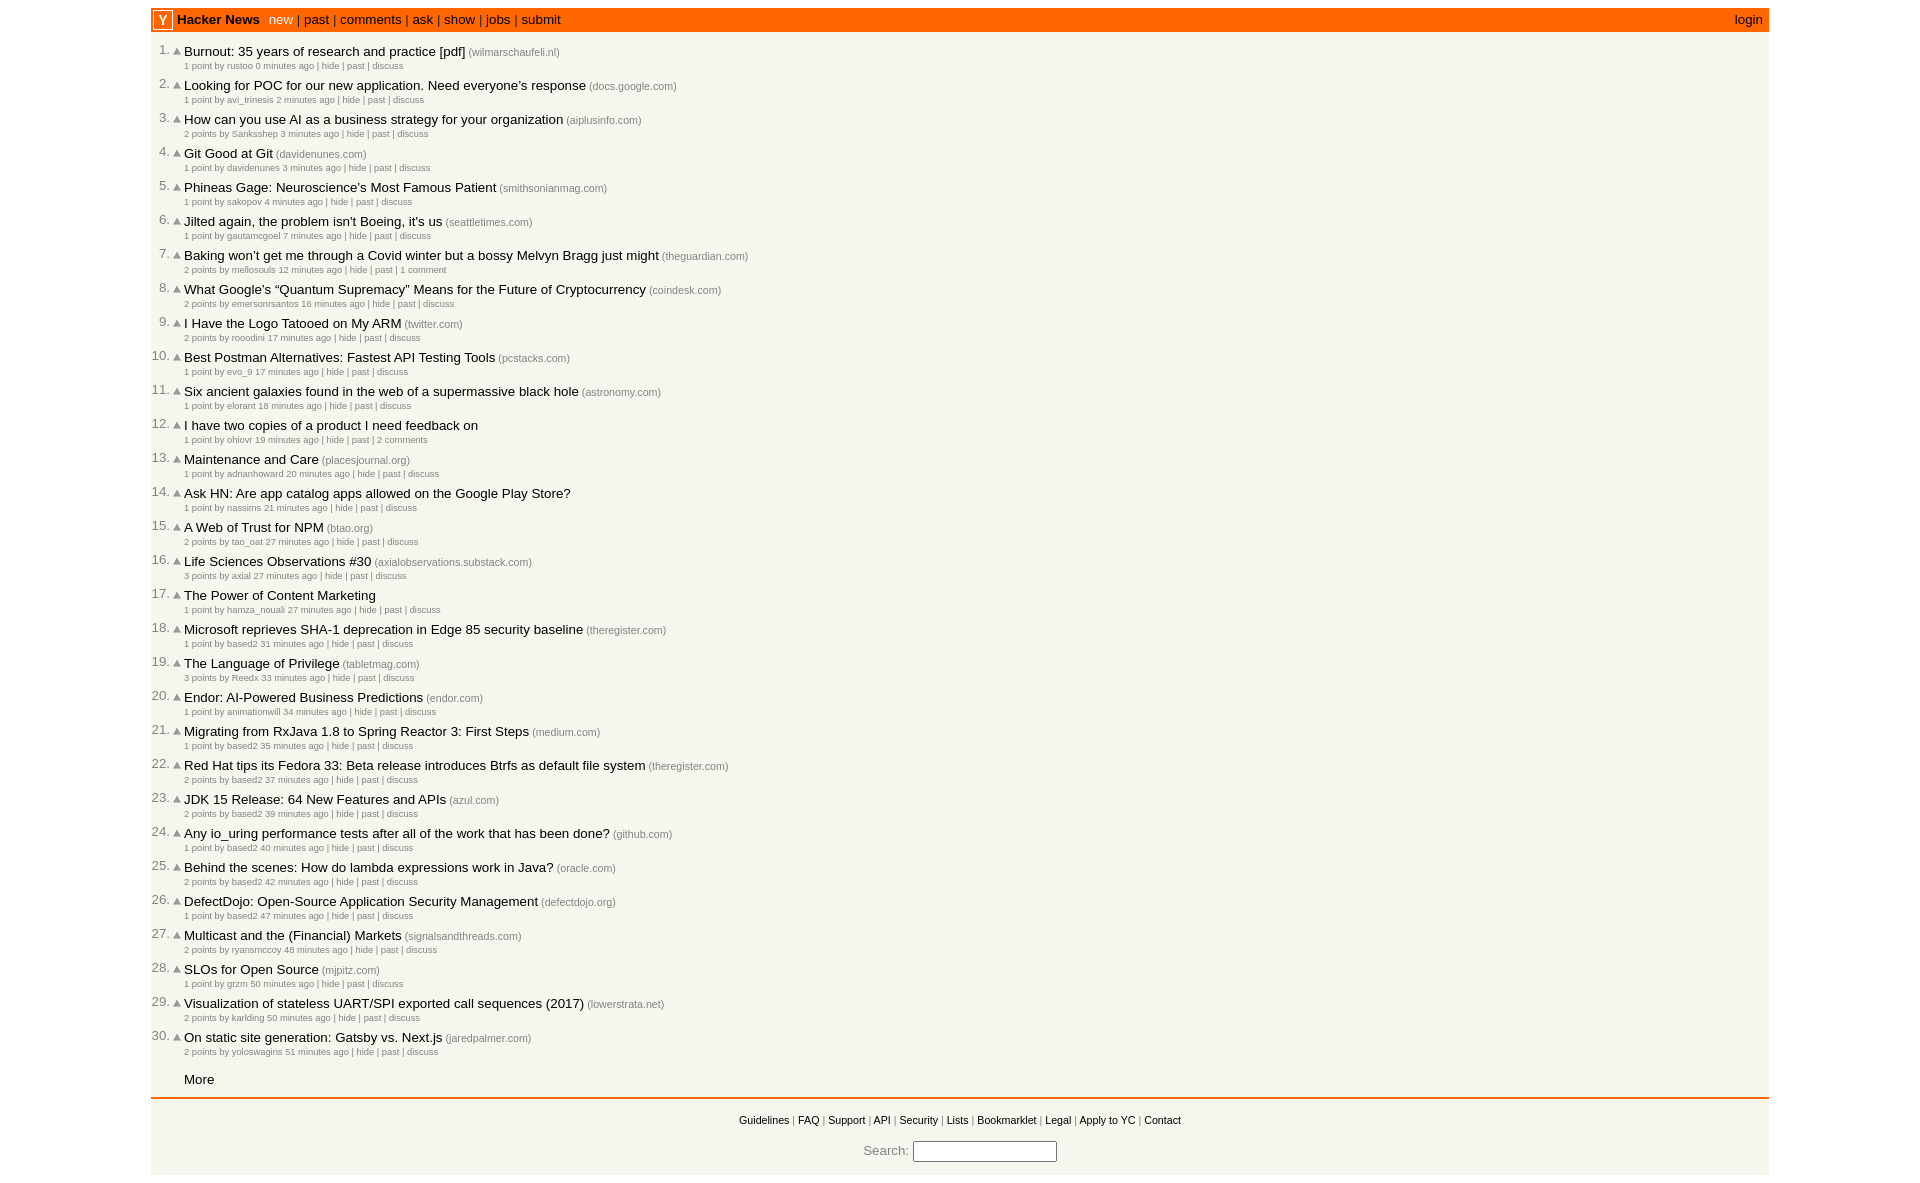 Y Hacker News new | past | comments | ask | show | jobs | submit login
1. Burnout: 35 years of research and practice [pdf] (wilmarschaufeli.nl)
1 point by rustoo 0 minutes ago | hide | past | discuss
2. Looking for POC for our new application. Need everyone’s response (docs.google.com)
1 point by avi_trinesis 2 minutes ago | hide | past | discuss
3. How can you use AI as a business strategy for your organization (aiplusinfo.com)
2 points by Sanksshep 3 minutes ago | hide | past | discuss
4. Git Good at Git (davidenunes.com)
1 point by davidenunes 3 minutes ago | hide | past | discuss
5. Phineas Gage: Neuroscience’s Most Famous Patient (smithsonianmag.com)
1 point by sakopov 4 minutes ago | hide | past | discuss
6. Jilted again, the problem isn't Boeing, it's us (seattletimes.com)
1 point by gautamcgoel 7 minutes ago | hide | past | discuss
7. Baking won’t get me through a Covid winter but a bossy Melvyn Bragg just might (theguardian.com)
2 points by mellosouls 12 minutes ago | hide | past | 1 comment
8. What Google’s “Quantum Supremacy” Means for the Future of Cryptocurrency (coindesk.com)
2 points by emersonrsantos 16 minutes ago | hide | past | discuss
9. I Have the Logo Tatooed on My ARM (twitter.com)
2 points by rooodini 17 minutes ago | hide | past | discuss
10. Best Postman Alternatives: Fastest API Testing Tools (pcstacks.com)
1 point by evo_9 17 minutes ago | hide | past | discuss
11. Six ancient galaxies found in the web of a supermassive black hole (astronomy.com)
1 point by elorant 18 minutes ago | hide | past | discuss
12. I have two copies of a product I need feedback on
1 point by ohiovr 19 minutes ago | hide | past | 2 comments
13. Maintenance and Care (placesjournal.org)
1 point by adrianhoward 20 minutes ago | hide | past | discuss
14. Ask HN: Are app catalog apps allowed on the Google Play Store?
1 point by nassims 21 minutes ago | hide | past | discuss
15. A Web of Trust for NPM (btao.org)
2 points by tao_oat 27 minutes ago | hide | past | discuss
16. Life Sciences Observations #30 (axialobservations.substack.com)
3 points by axial 27 minutes ago | hide | past | discuss
17. The Power of Content Marketing
1 point by hamza_nouali 27 minutes ago | hide | past | discuss
18. Microsoft reprieves SHA-1 deprecation in Edge 85 security baseline (theregister.com)
1 point by based2 31 minutes ago | hide | past | discuss
19. The Language of Privilege (tabletmag.com)
3 points by Reedx 33 minutes ago | hide | past | discuss
20. Endor: AI-Powered Business Predictions (endor.com)
1 point by animationwill 34 minutes ago | hide | past | discuss
21. Migrating from RxJava 1.8 to Spring Reactor 3: First Steps (medium.com)
1 point by based2 35 minutes ago | hide | past | discuss
22. Red Hat tips its Fedora 33: Beta release introduces Btrfs as default file system (theregister.com)
2 points by based2 37 minutes ago | hide | past | discuss
23. JDK 15 Release: 64 New Features and APIs (azul.com)
2 points by based2 39 minutes ago | hide | past | discuss
24. Any io_uring performance tests after all of the work that has been done? (github.com)
1 point by based2 40 minutes ago | hide | past | discuss
25. Behind the scenes: How do lambda expressions work in Java? (oracle.com)
2 points by based2 42 minutes ago | hide | past | discuss
26. DefectDojo: Open-Source Application Security Management (defectdojo.org)
1 point by based2 47 minutes ago | hide | past | discuss
27. Multicast and the (Financial) Markets (signalsandthreads.com)
2 points by ryansmccoy 48 minutes ago | hide | past | discuss
28. SLOs for Open Source (mjpitz.com)
1 point by grzm 50 minutes ago | hide | past | discuss
29. Visualization of stateless UART/SPI exported call sequences (2017) (lowerstrata.net)
2 points by karlding 50 minutes ago | hide | past | discuss
30. On static site generation: Gatsby vs. Next.js (jaredpalmer.com)
2 points by yoloswagins 51 minutes ago | hide | past | discuss
More
Guidelines | FAQ | Support | API | Security | Lists | Bookmarklet | Legal | Apply to YC | Contact
Search: